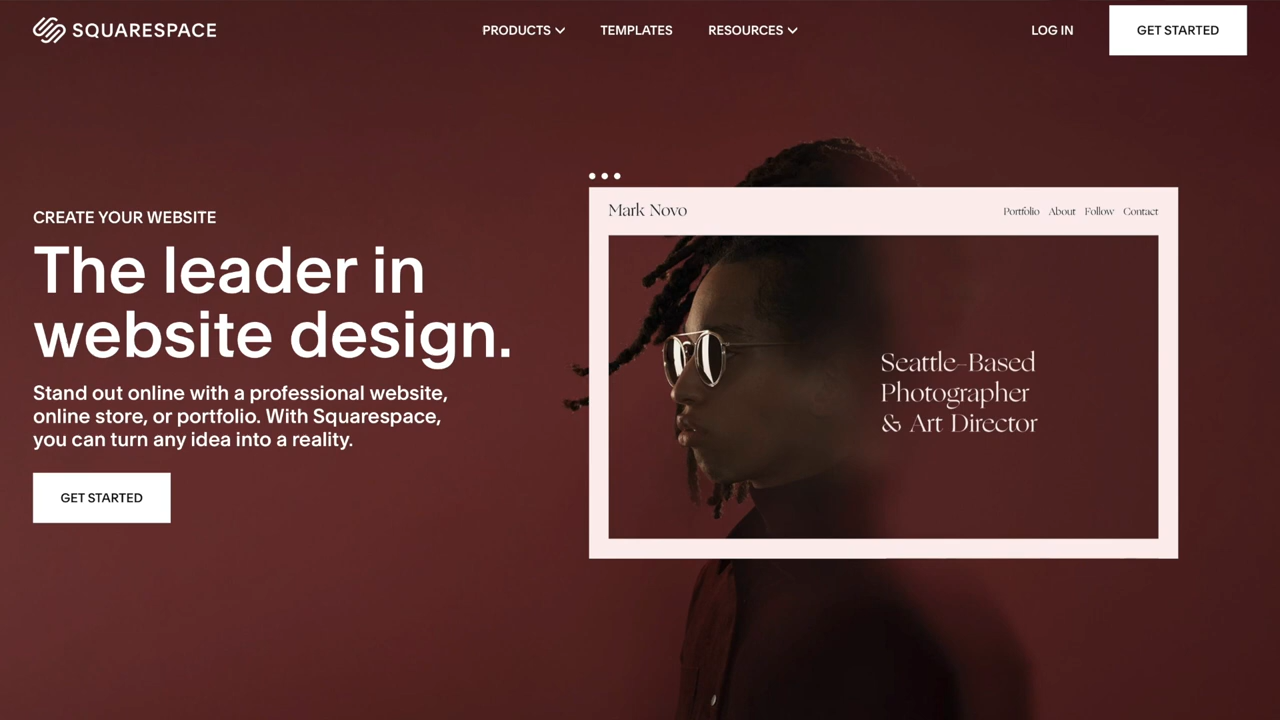 SQUARESPACE
PRODUCTS
TEMPLATES
RESOURCES
LOG IN
GET STARTED
CREATE YOUR WEBSITE
The leader in
website design.
Stand out online with a professional website,
online store, or portfolio. With Squarespace,
you can turn any idea into a reality.
GET STARTED
Mark Novo
Portfolio About Follow Contact
Seattle-Based
Photographer
& Art Director